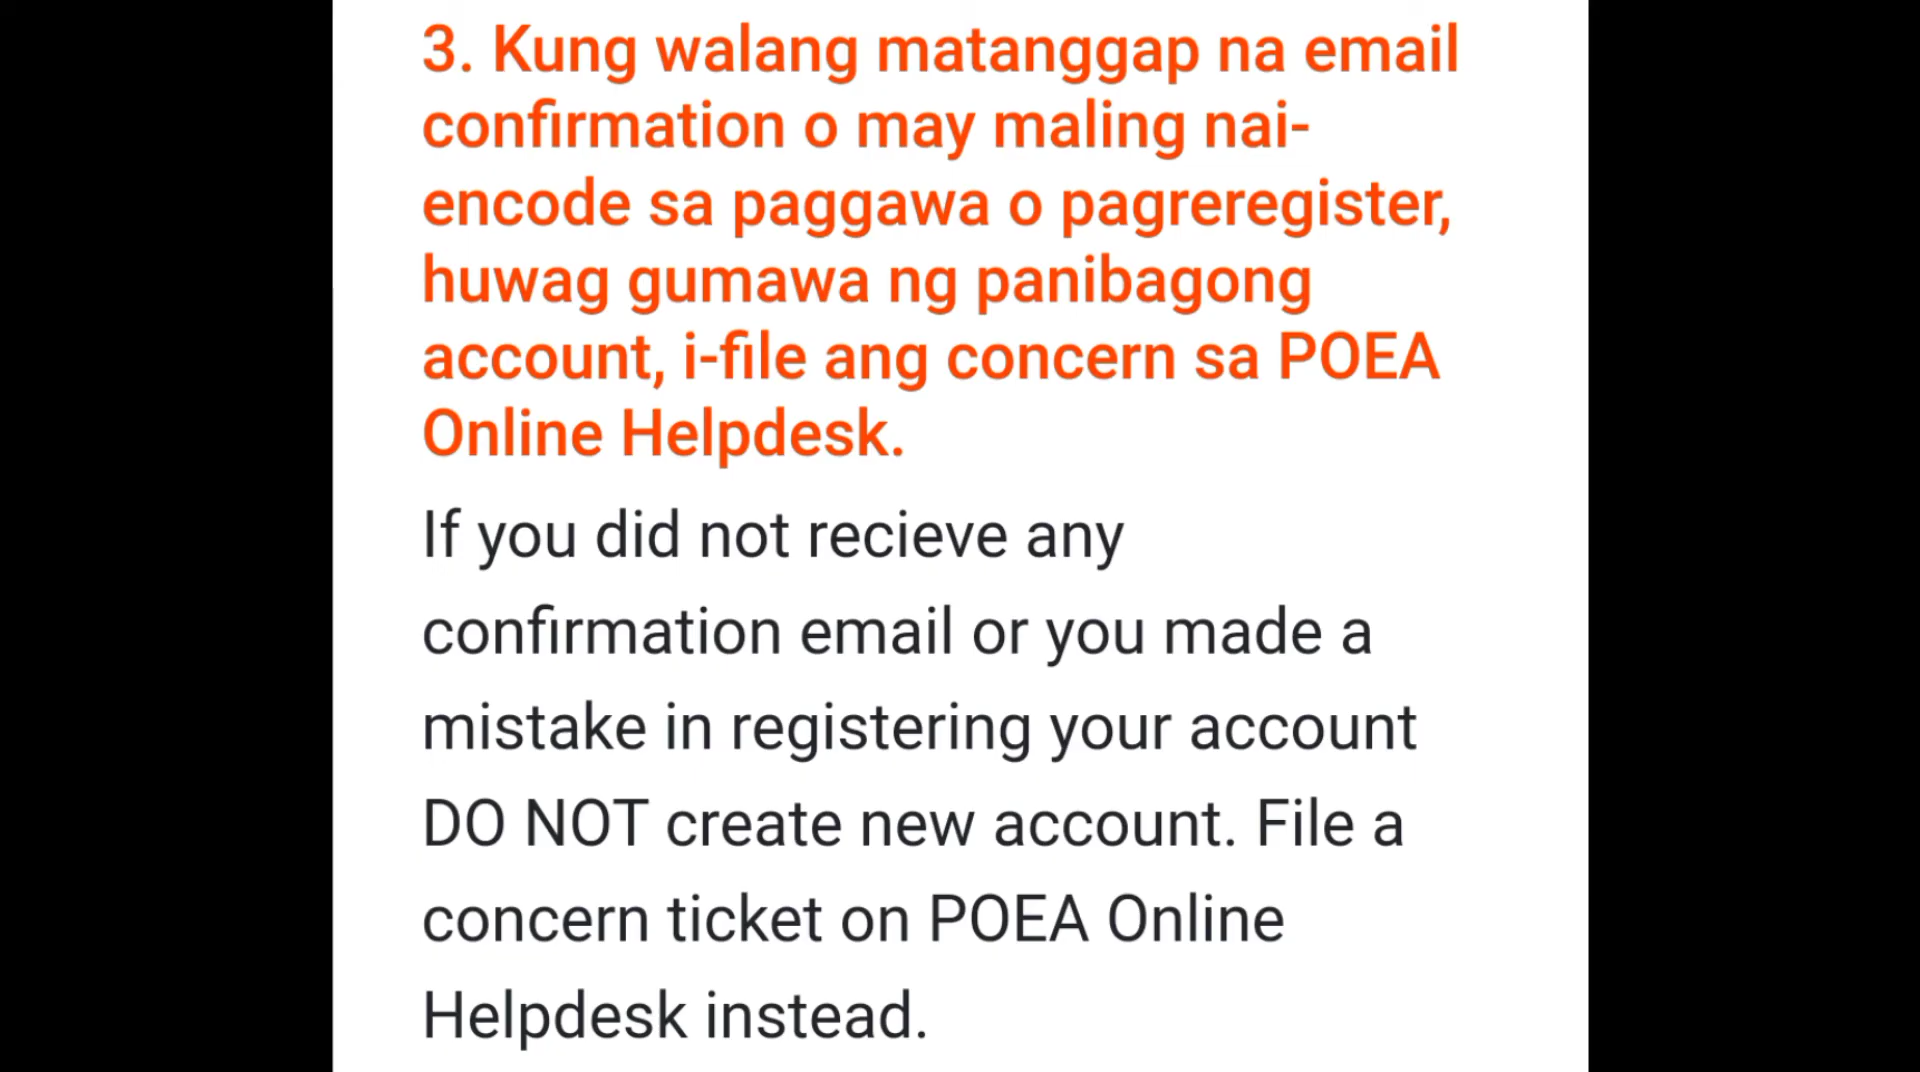 3. Kung walang matanggap na email
confirmation o may maling nai-
encode sa paggawa o pagreregister,
huwag gumawa ng panibagong
account, i-file ang concern sa POEA
Online Helpdesk.
If you did not recieve any
confirmation email or you made a
mistake in registering your account
DO NOT create new account. File a
concern ticket on POEA Online
Helpdesk instead.